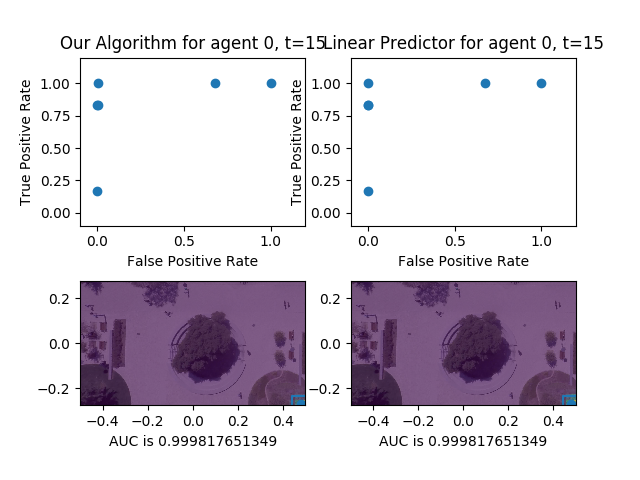 Our Algorithm for agent 0, t=15
Linear Predictor for agent 0, t=15
True Positive Rate
1.00
0.75
0.50
0.25
0.00
0.0 0.5 1.0
False Positive Rate
True Positive Rate
1.00
0.75
0.50
0.25
0.00
0.0 0.5 1.0
False Positive Rate
0.2
0.0
−0.2
−0.4 −0.2 0.0 0.2 0.4
AUC is 0.999817651349
0.2
0.0
−0.2
−0.4 −0.2 0.0 0.2 0.4
AUC is 0.999817651349